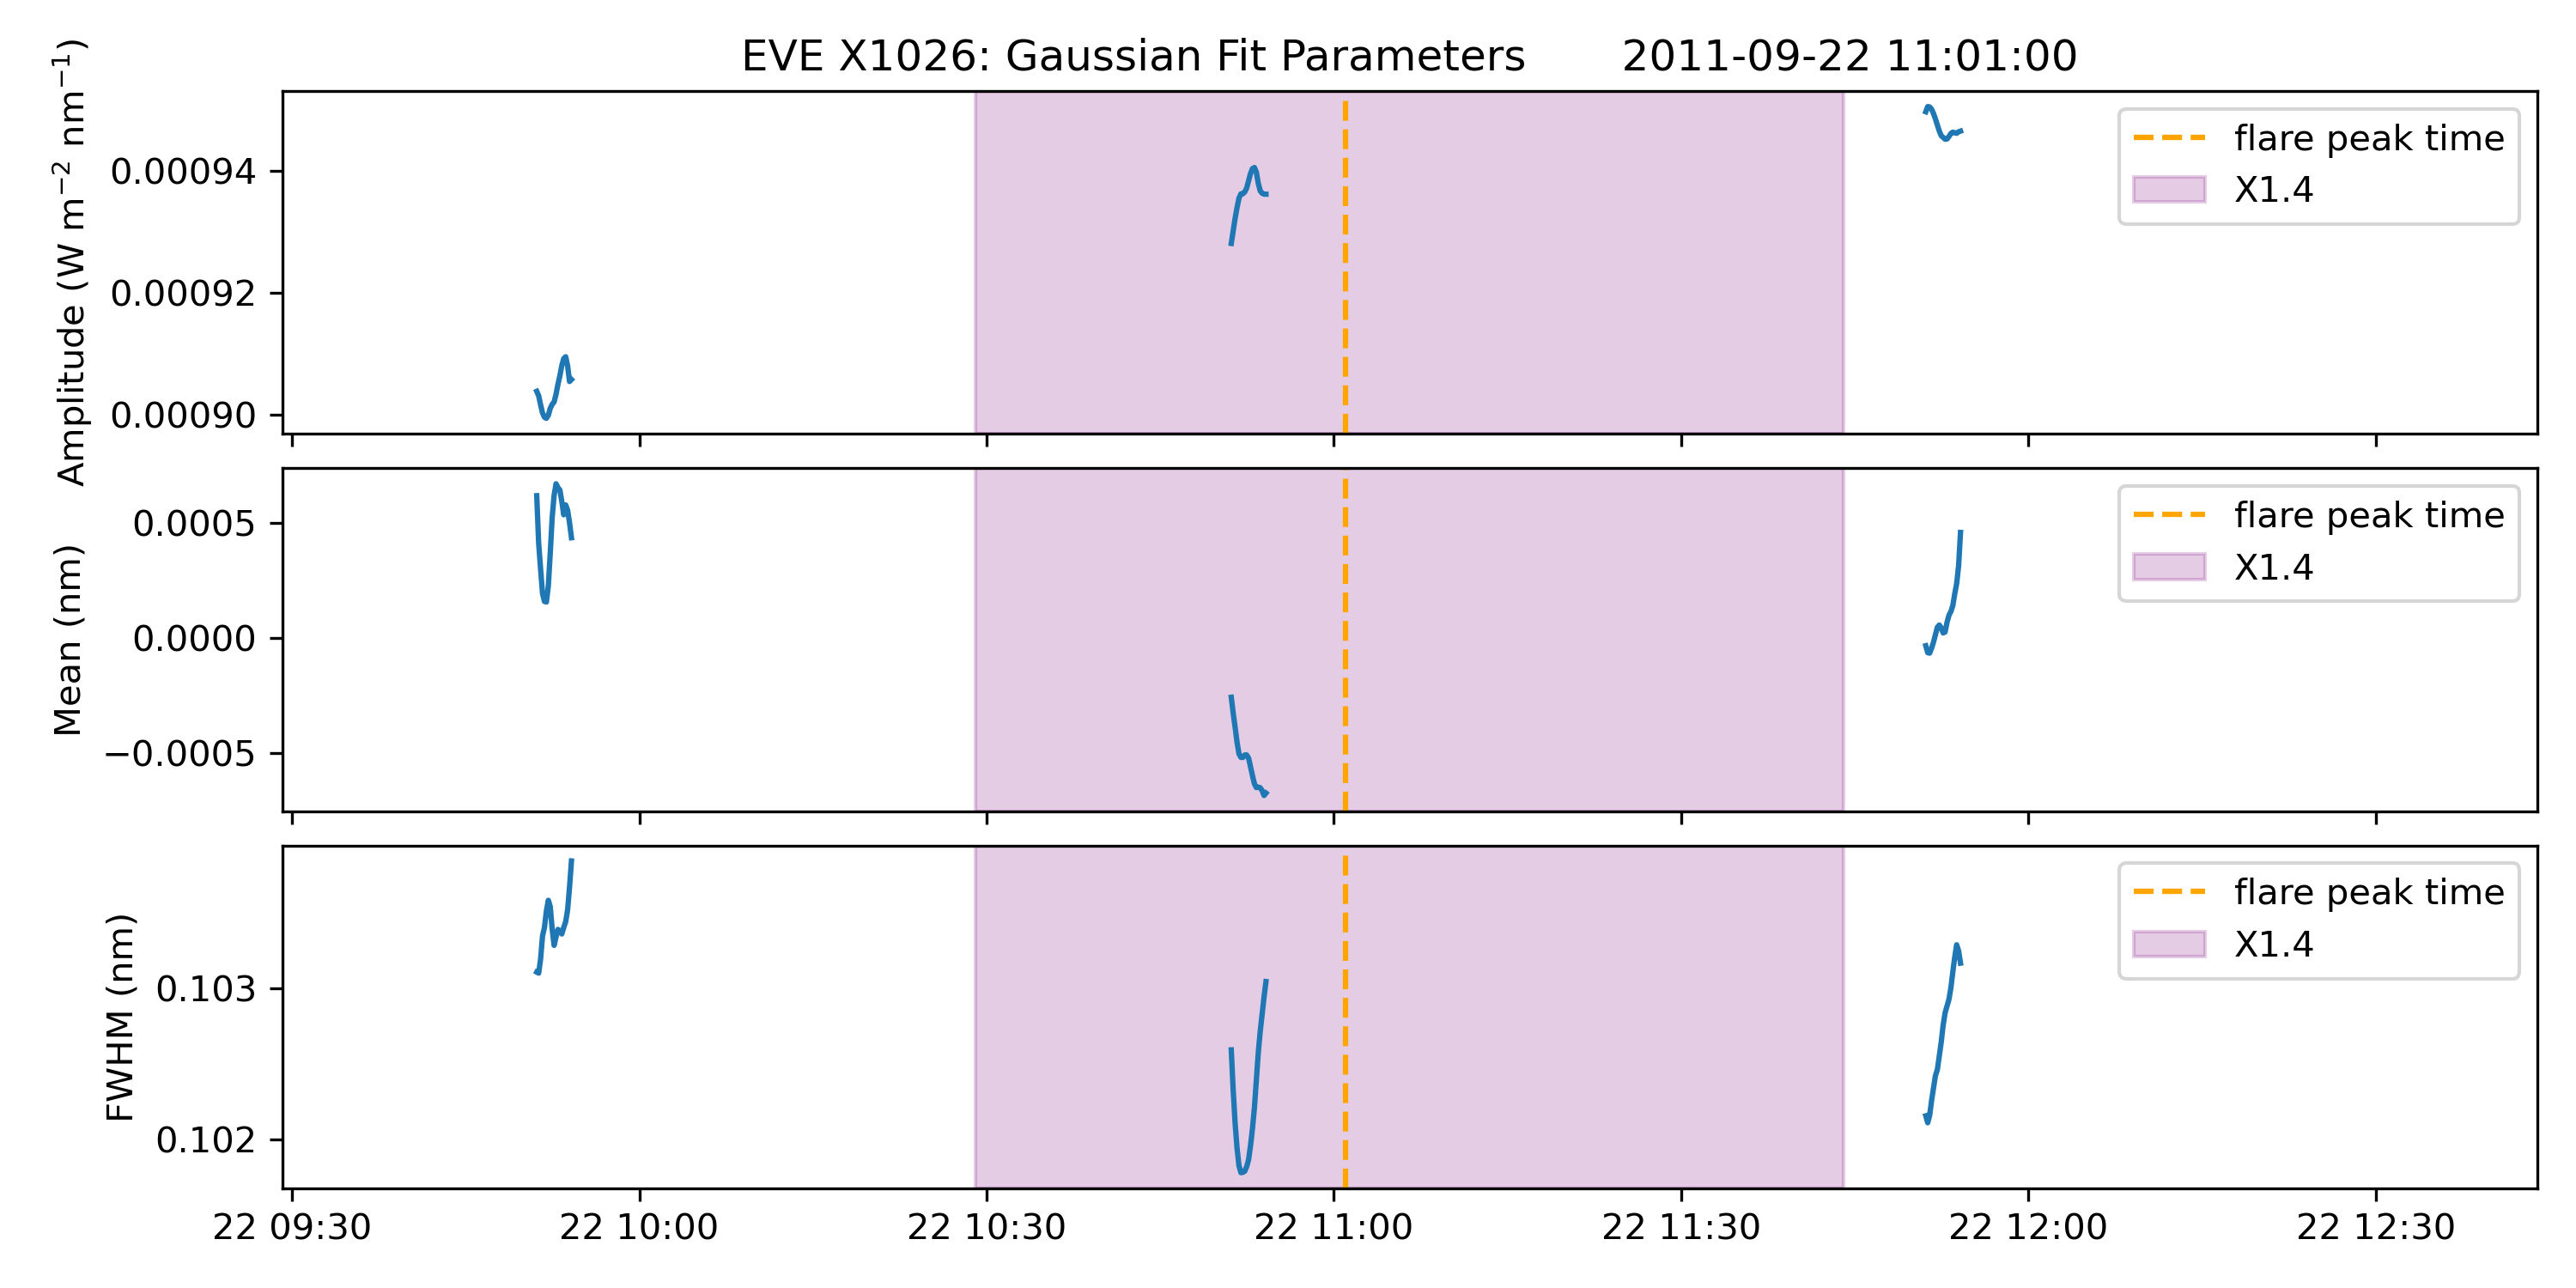 EVE X1026: Gaussian Fit Parameters 2011-09-22 11:01:00
Amplitude (W m⁻² nm⁻¹)
0.00094
0.00092
0.00090
flare peak time
X1.4
Mean (nm)
0.0005
0.0000
−0.0005
flare peak time
X1.4
FWHM (nm)
0.103
0.102
flare peak time
X1.4
22 09:30 22 10:00 22 10:30 22 11:00 22 11:30 22 12:00 22 12:30